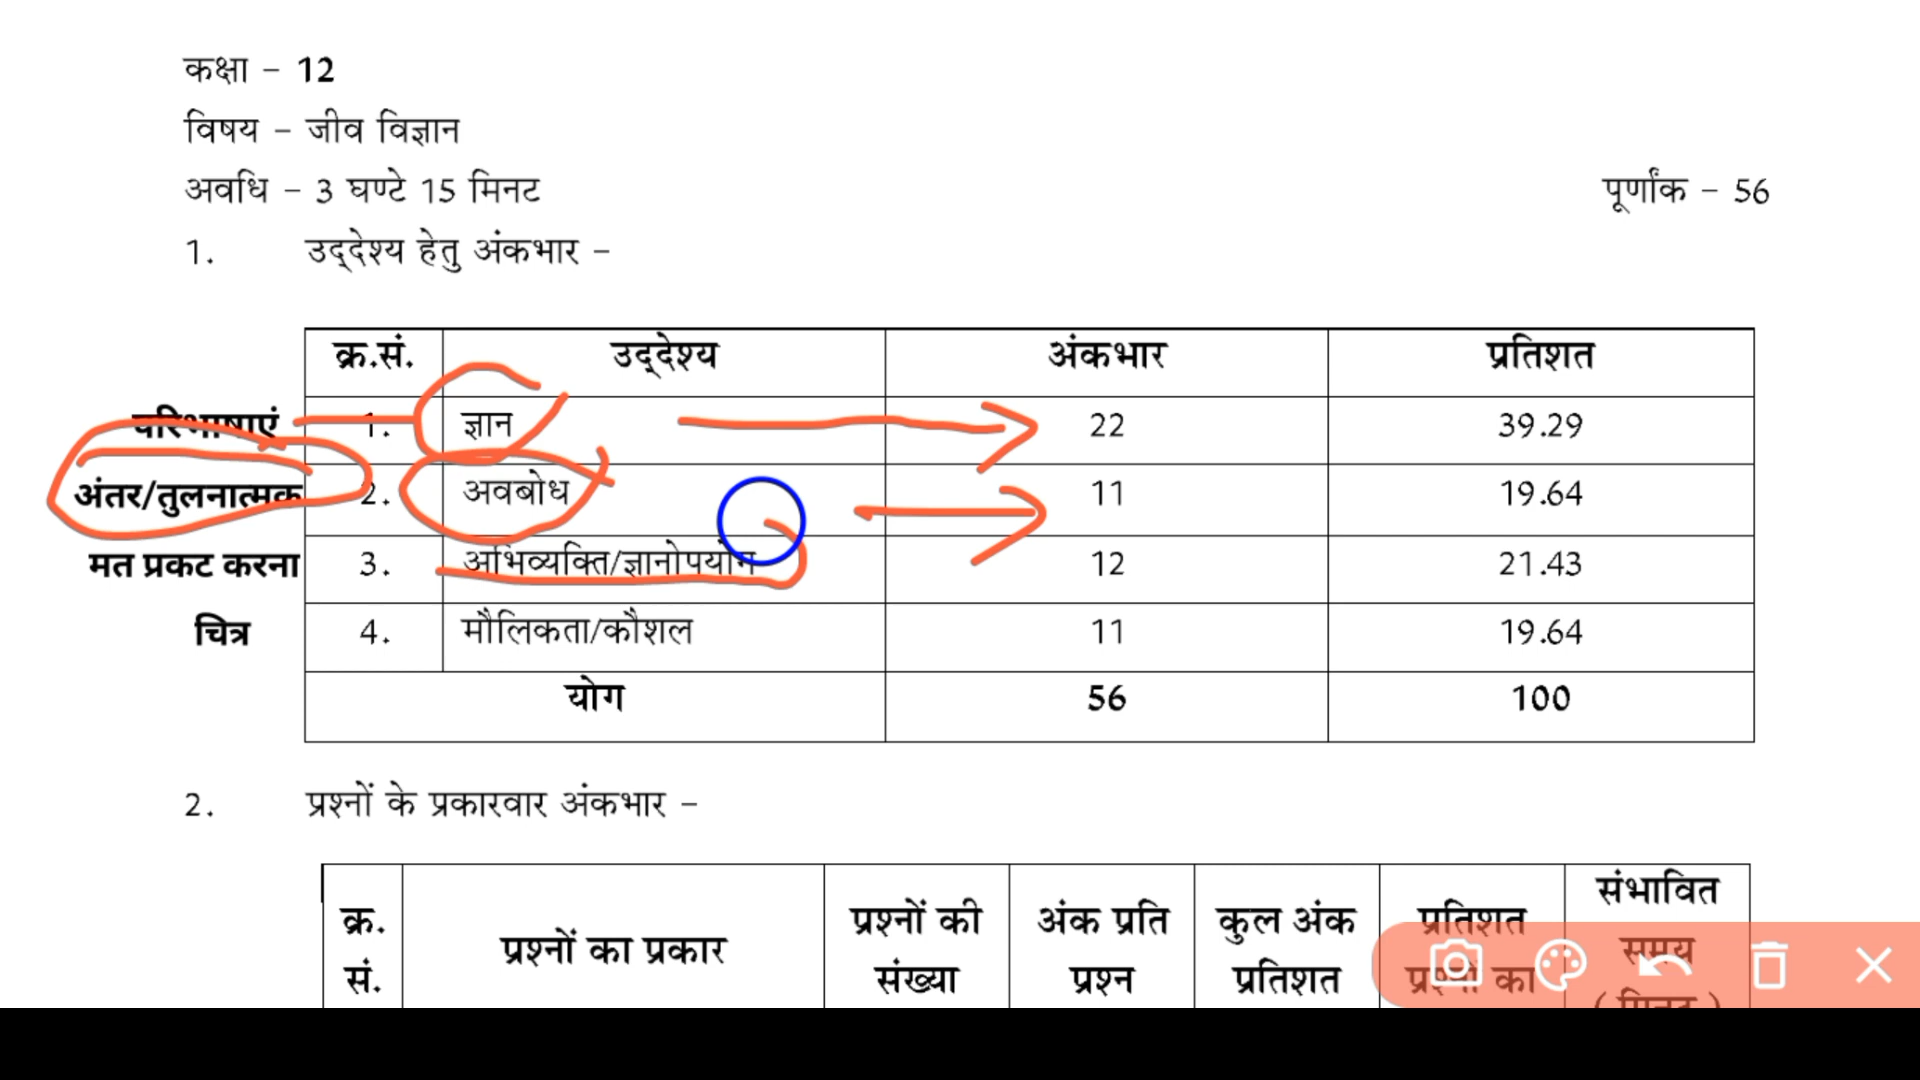 कक्षा – 12
विषय – जीव विज्ञान
अवधि – 3 घण्टे 15 मिनट पूर्णांक – 56
1. उद्देश्य हेतु अंकभार –
क्र.सं. उद्देश्य अंकभार प्रतिशत
परिभाषाएं 1. ज्ञान 22 39.29
अंतर/तुलनात्मक 2. अवबोध 11 19.64
मत प्रकट करना 3. अभिव्यक्ति/ज्ञानोपयोग 12 21.43
चित्र 4. मौलिकता/कौशल 11 19.64
योग 56 100
2. प्रश्नों के प्रकारवार अंकभार –
क्र. सं. प्रश्नों का प्रकार प्रश्नों की संख्या अंक प्रति प्रश्न कुल अंक प्रतिशत प्रतिशत प्रश्नों का संभावित समय